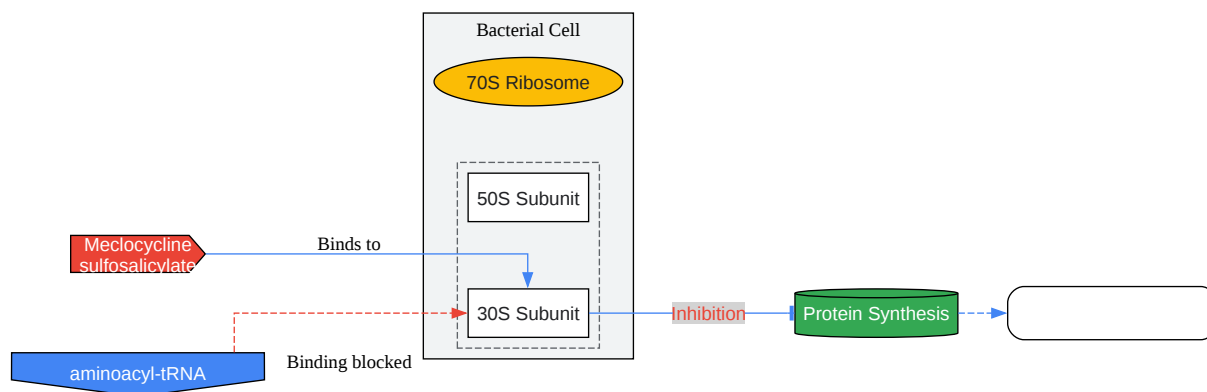 Bacterial Cell
70S Ribosome
50S Subunit
Meclocycline
sulfosalicylate
Binds to
30S Subunit
Inhibition
Protein Synthesis
aminoacyl-tRNA
Binding blocked